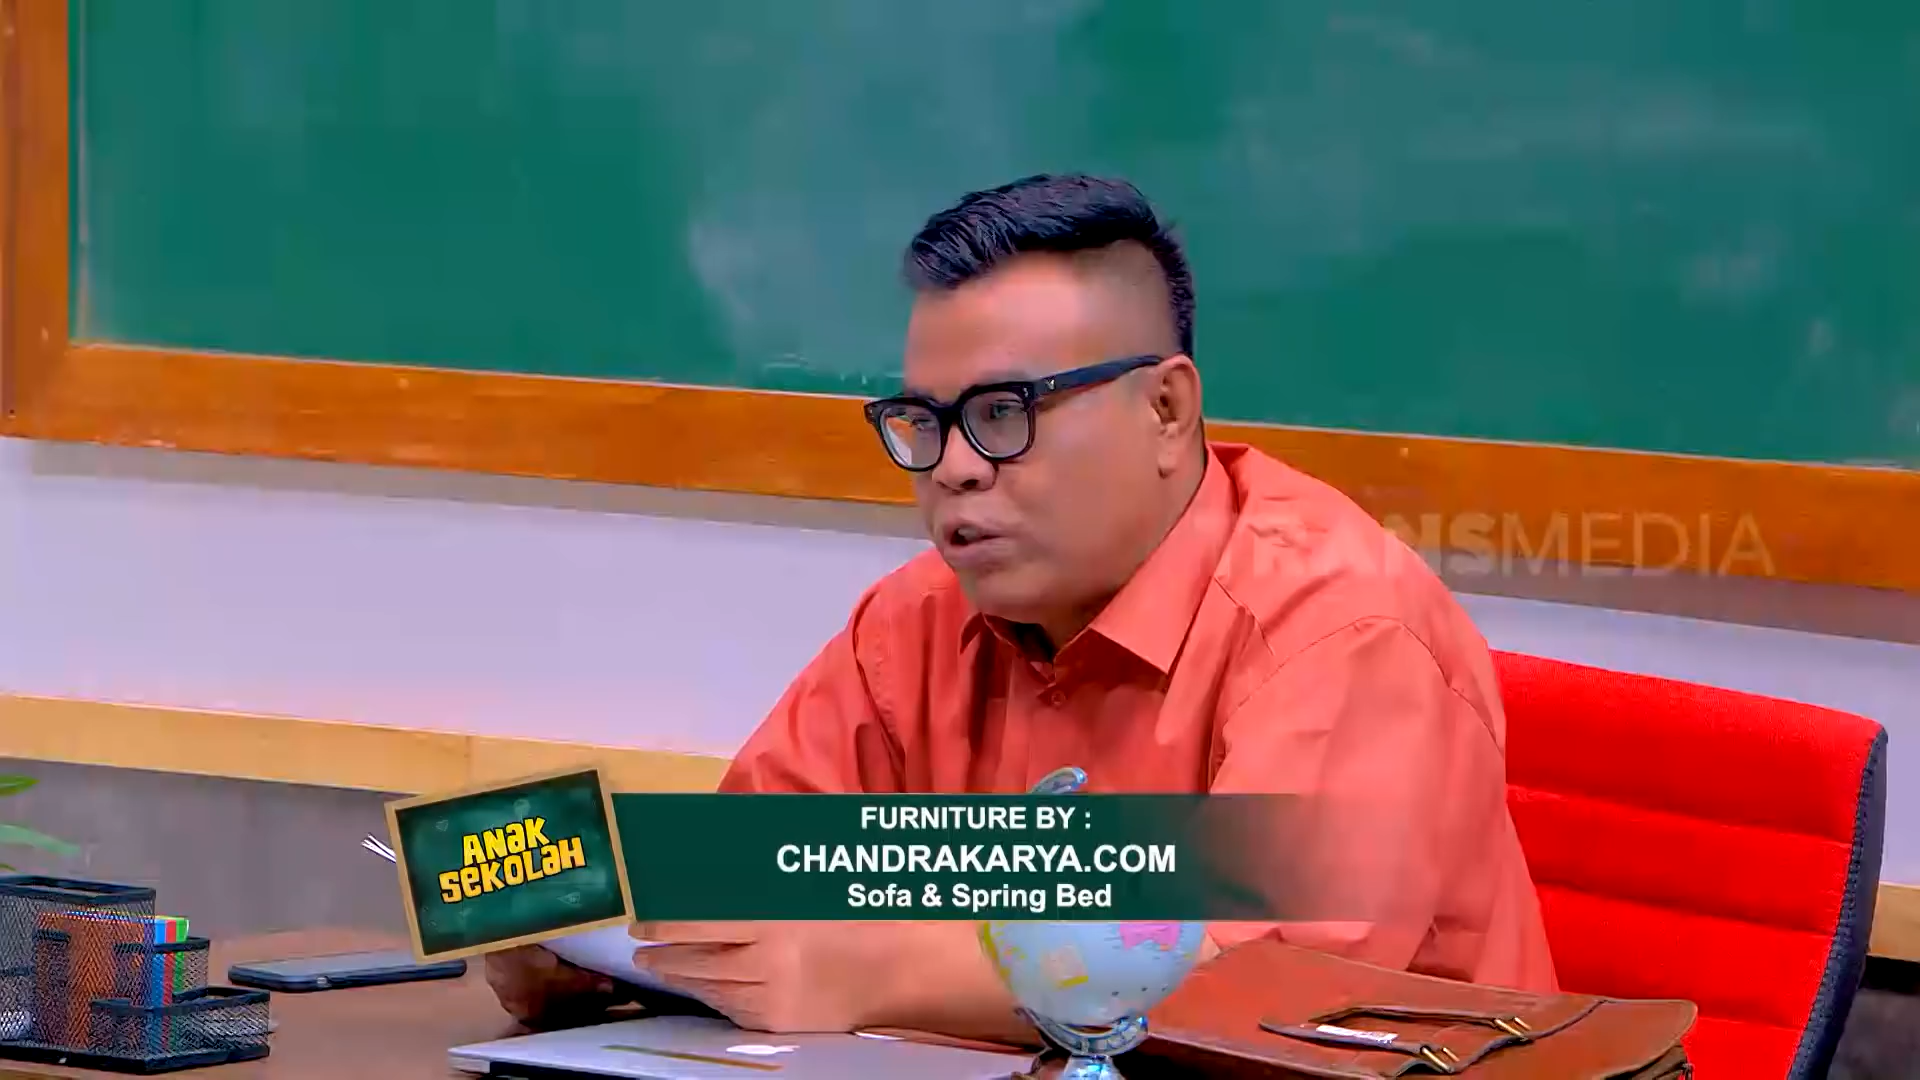 TRANSMEDIA
ANAK
SEKOLAH
FURNITURE BY :
CHANDRAKARYA.COM
Sofa & Spring Bed